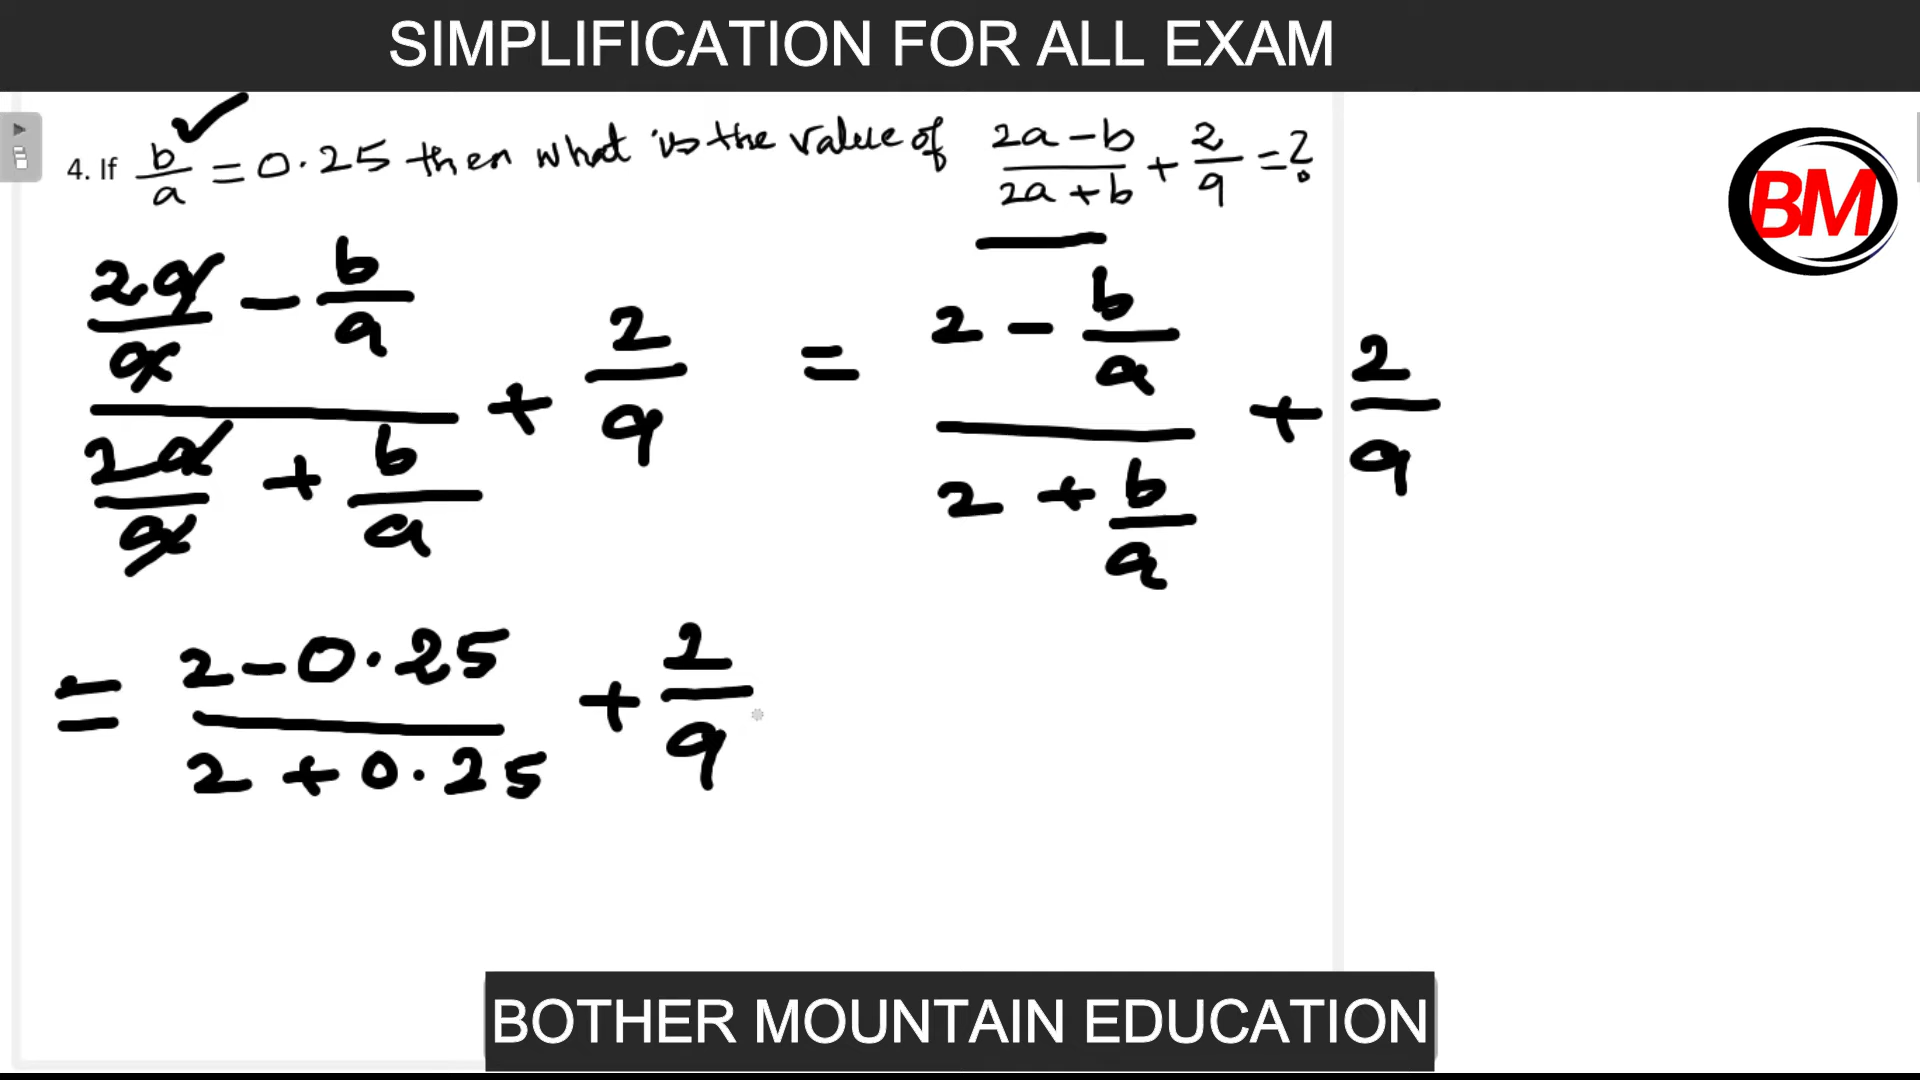 SIMPLIFICATION FOR ALL EXAM
4. If b/a = 0.25 then what is the value of (2a - b)/(2a + b) + 2/9 = ?
BM
(2a/a - b/a)/(2a/a + b/a) + 2/9 = (2 - b/a)/(2 + b/a) + 2/9
= (2 - 0.25)/(2 + 0.25) + 2/9
BOTHER MOUNTAIN EDUCATION